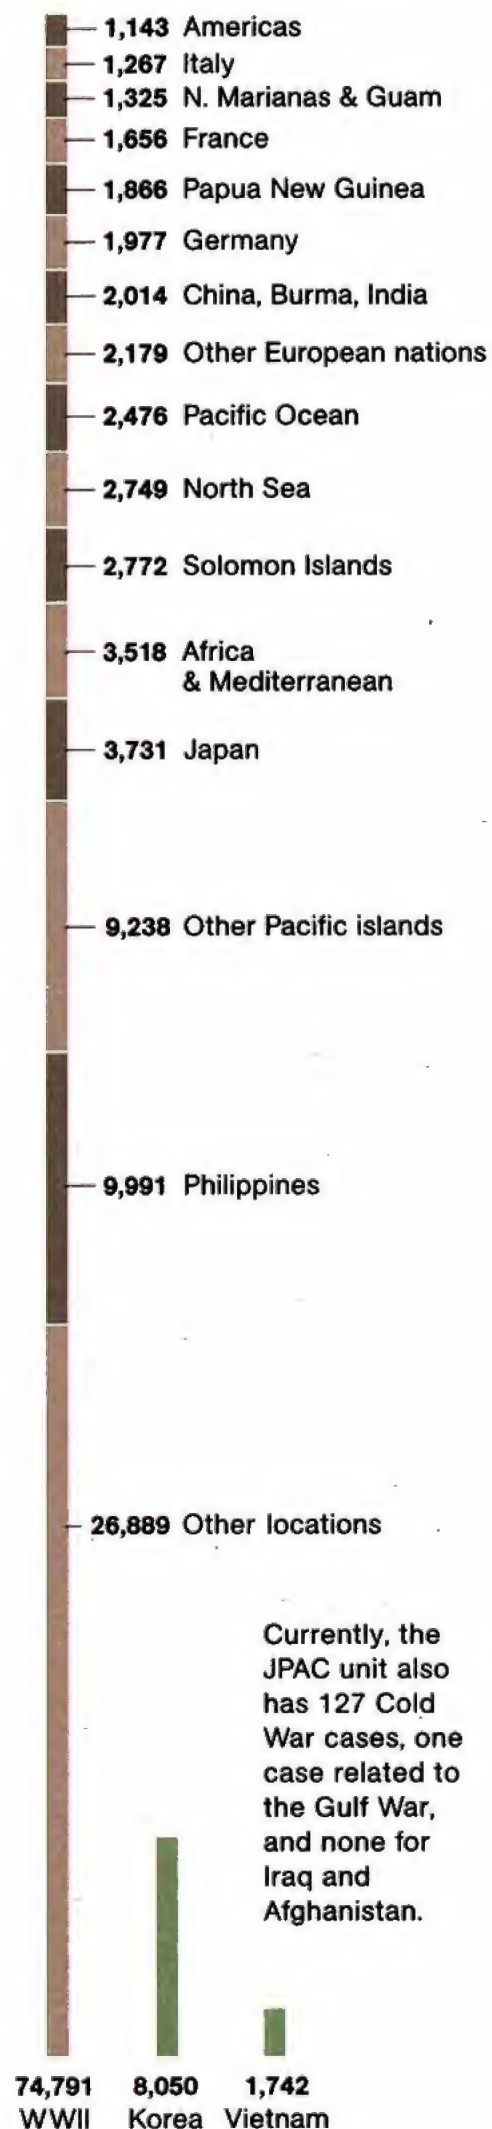 1,143 Americas
1,267 Italy
1,325 N. Marianas & Guam
1,656 France
1,866 Papua New Guinea
1,977 Germany
2,014 China, Burma, India
2,179 Other European nations
2,476 Pacific Ocean
2,749 North Sea
2,772 Solomon Islands
3,518 Africa
& Mediterranean
3,731 Japan
9,238 Other Pacific islands
9,991 Philippines
26,889 Other locations
Currently, the
JPAC unit also
has 127 Cold
War cases, one
case related to
the Gulf War,
and none for
Iraq and
Afghanistan.
74,791 8,050 1,742
WWII Korea Vietnam